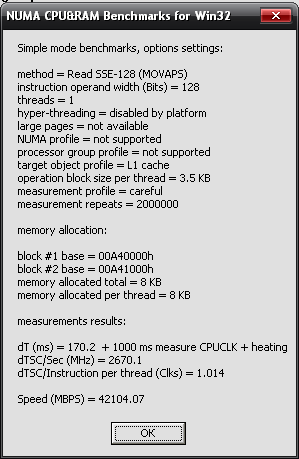 NUMA CPU&RAM Benchmarks for Win32
Simple mode benchmarks, options settings:
method = Read SSE-128 (MOVAPS)
instruction operand width (Bits) = 128
threads = 1
hyper-threading = disabled by platform
large pages = not available
NUMA profile = not supported
processor group profile = not supported
target object profile = L1 cache
operation block size per thread = 3.5 KB
measurement profile = careful
measurement repeats = 2000000
memory allocation:
block #1 base = 00A40000h
block #2 base = 00A41000h
memory allocated total = 8 KB
memory allocated per thread = 8 KB
measurements results:
dT (ms) = 170.2  + 1000 ms measure CPUCLK + heating
dTSC/Sec (MHz) = 2670.1
dTSC/Instruction per thread (Clks) = 1.014
Speed (MBPS) = 42104.07
OK